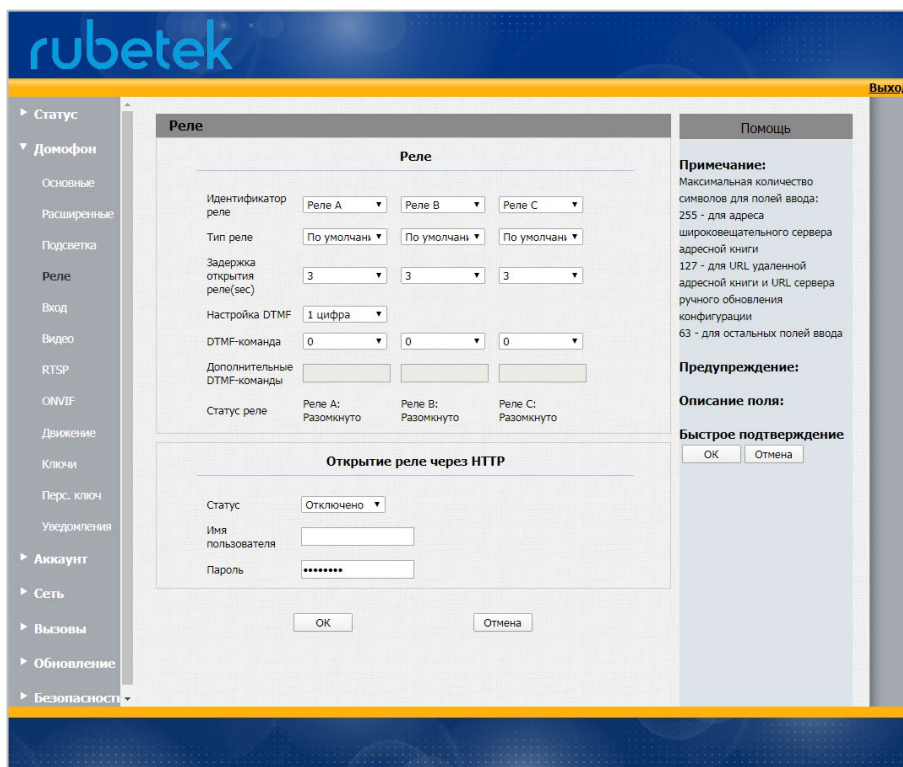 rubetek
Выход
Статус
Домофон
Основные
Расширенные
Подсветка
Реле
Вход
Видео
RTSP
ONVIF
Движение
Ключи
Перс. ключ
Уведомления
Аккаунт
Сеть
Вызовы
Обновление
Безопасность
Реле
Реле
Идентификатор реле Реле A Реле B Реле C
Тип реле По умолчани По умолчани По умолчани
Задержка открытия реле(sec) 3 3 3
Настройка DTMF 1 цифра
DTMF-команда 0 0 0
Дополнительные DTMF-команды
Статус реле Реле A: Разомкнуто Реле B: Разомкнуто Реле C: Разомкнуто
Открытие реле через HTTP
Статус Отключено
Имя пользователя
Пароль ••••••••
OK Отмена
Помощь
Примечание:
Максимальная количество
символов для полей ввода:
255 - для адреса
широковещательного сервера
адресной книги
127 - для URL удаленной
адресной книги и URL сервера
ручного обновления
конфигурации
63 - для остальных полей ввода
Предупреждение:
Описание поля:
Быстрое подтверждение
OK Отмена